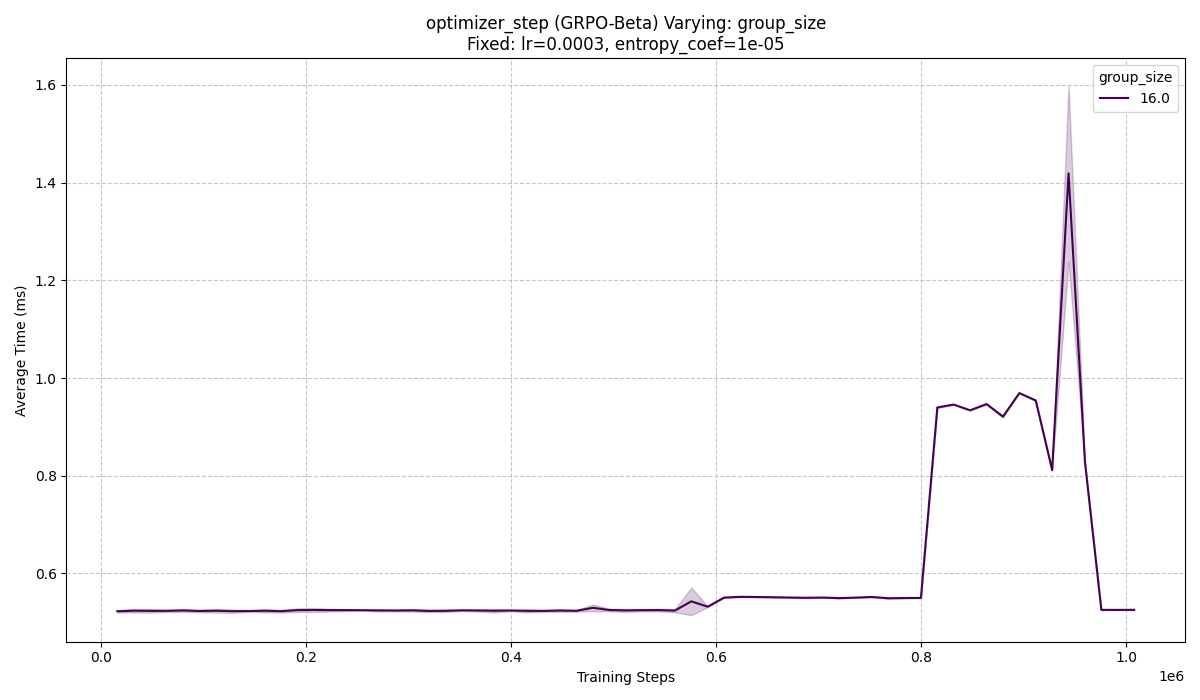 optimizer_step (GRPO-Beta) Varying: group_size
Fixed: lr=0.0003, entropy_coef=1e-05
group_size
16.0
Average Time (ms)
1.6
1.4
1.2
1.0
0.8
0.6
0.0 0.2 0.4 0.6 0.8 1.0
1e6
Training Steps